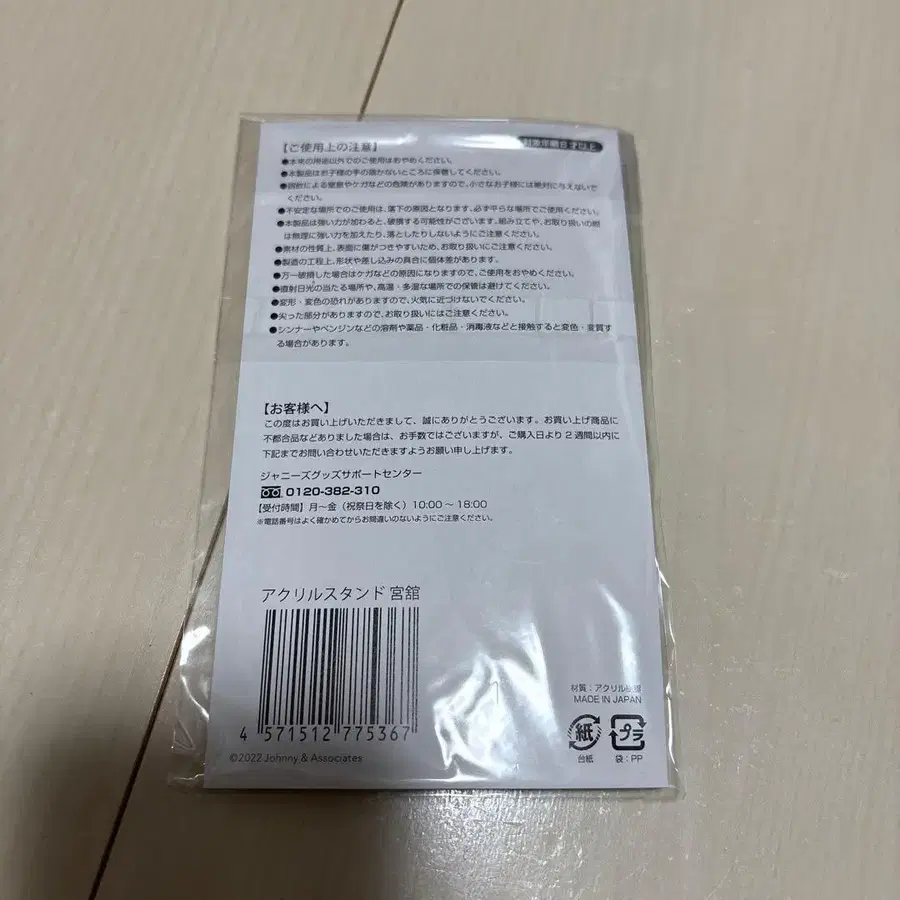 【ご使用上の注意】
対象年齢8才以上
●本来の用途以外でのご使用はおやめください。
●本製品はお子様の手の届かないところに保管してください。
●誤飲による窒息やケガなどの危険がありますので、小さなお子様には絶対に与えないで
ください。
●不安定な場所でのご使用は、落下の原因となります。必ず平らな場所でご使用ください。
●本製品は強い力が加わると、破損する可能性がございます。組み立てや、お取り扱いの際
は無理に強い力を加えたり、落としたりしないようにご注意ください。
●素材の性質上、表面に傷がつきやすいため、お取り扱いにご注意ください。
●製造の工程上、形状や差し込みの具合に個体差があります。
●万一破損した場合はケガなどの原因になりますので、ご使用をおやめください。
●直射日光の当たる場所や、高温・多湿な場所での保管は避けてください。
●変形・変色の恐れがありますので、火気に近づけないでください。
●尖った部分がありますので、お取り扱いにはご注意ください。
●シンナーやベンジンなどの溶剤や薬品・化粧品・消毒液などと接触すると変色・変質す
る場合があります。
【お客様へ】
この度はお買い上げいただきまして、誠にありがとうございます。お買い上げ商品に
不都合品などありました場合は、お手数ではございますが、ご購入日より2週間以内に
下記までお問い合わせいただきますようお願い申し上げます。
ジャニーズグッズサポートセンター
0120-382-310
【受付時間】月～金（祝祭日を除く）10:00～18:00
※電話番号はよく確かめてからお間違いのないようにご注意ください。
アクリルスタンド 宮舘
4 571512 775367
©2022 Johnny & Associates
材質：アクリル樹脂
MADE IN JAPAN
紙 プラ
台紙 袋：PP